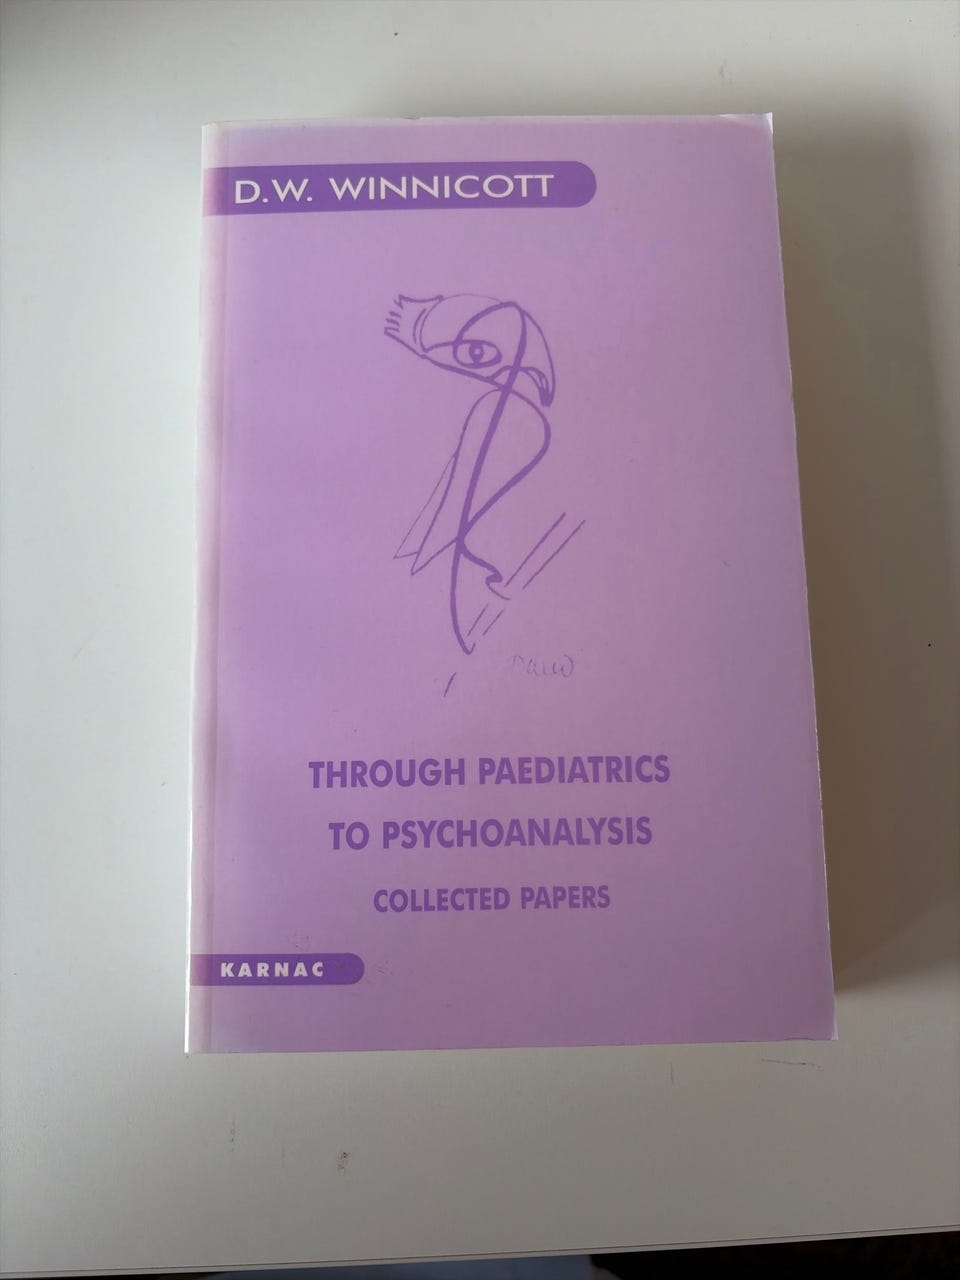 D.W. WINNICOTT
THROUGH PAEDIATRICS
TO PSYCHOANALYSIS
COLLECTED PAPERS
KARNAC